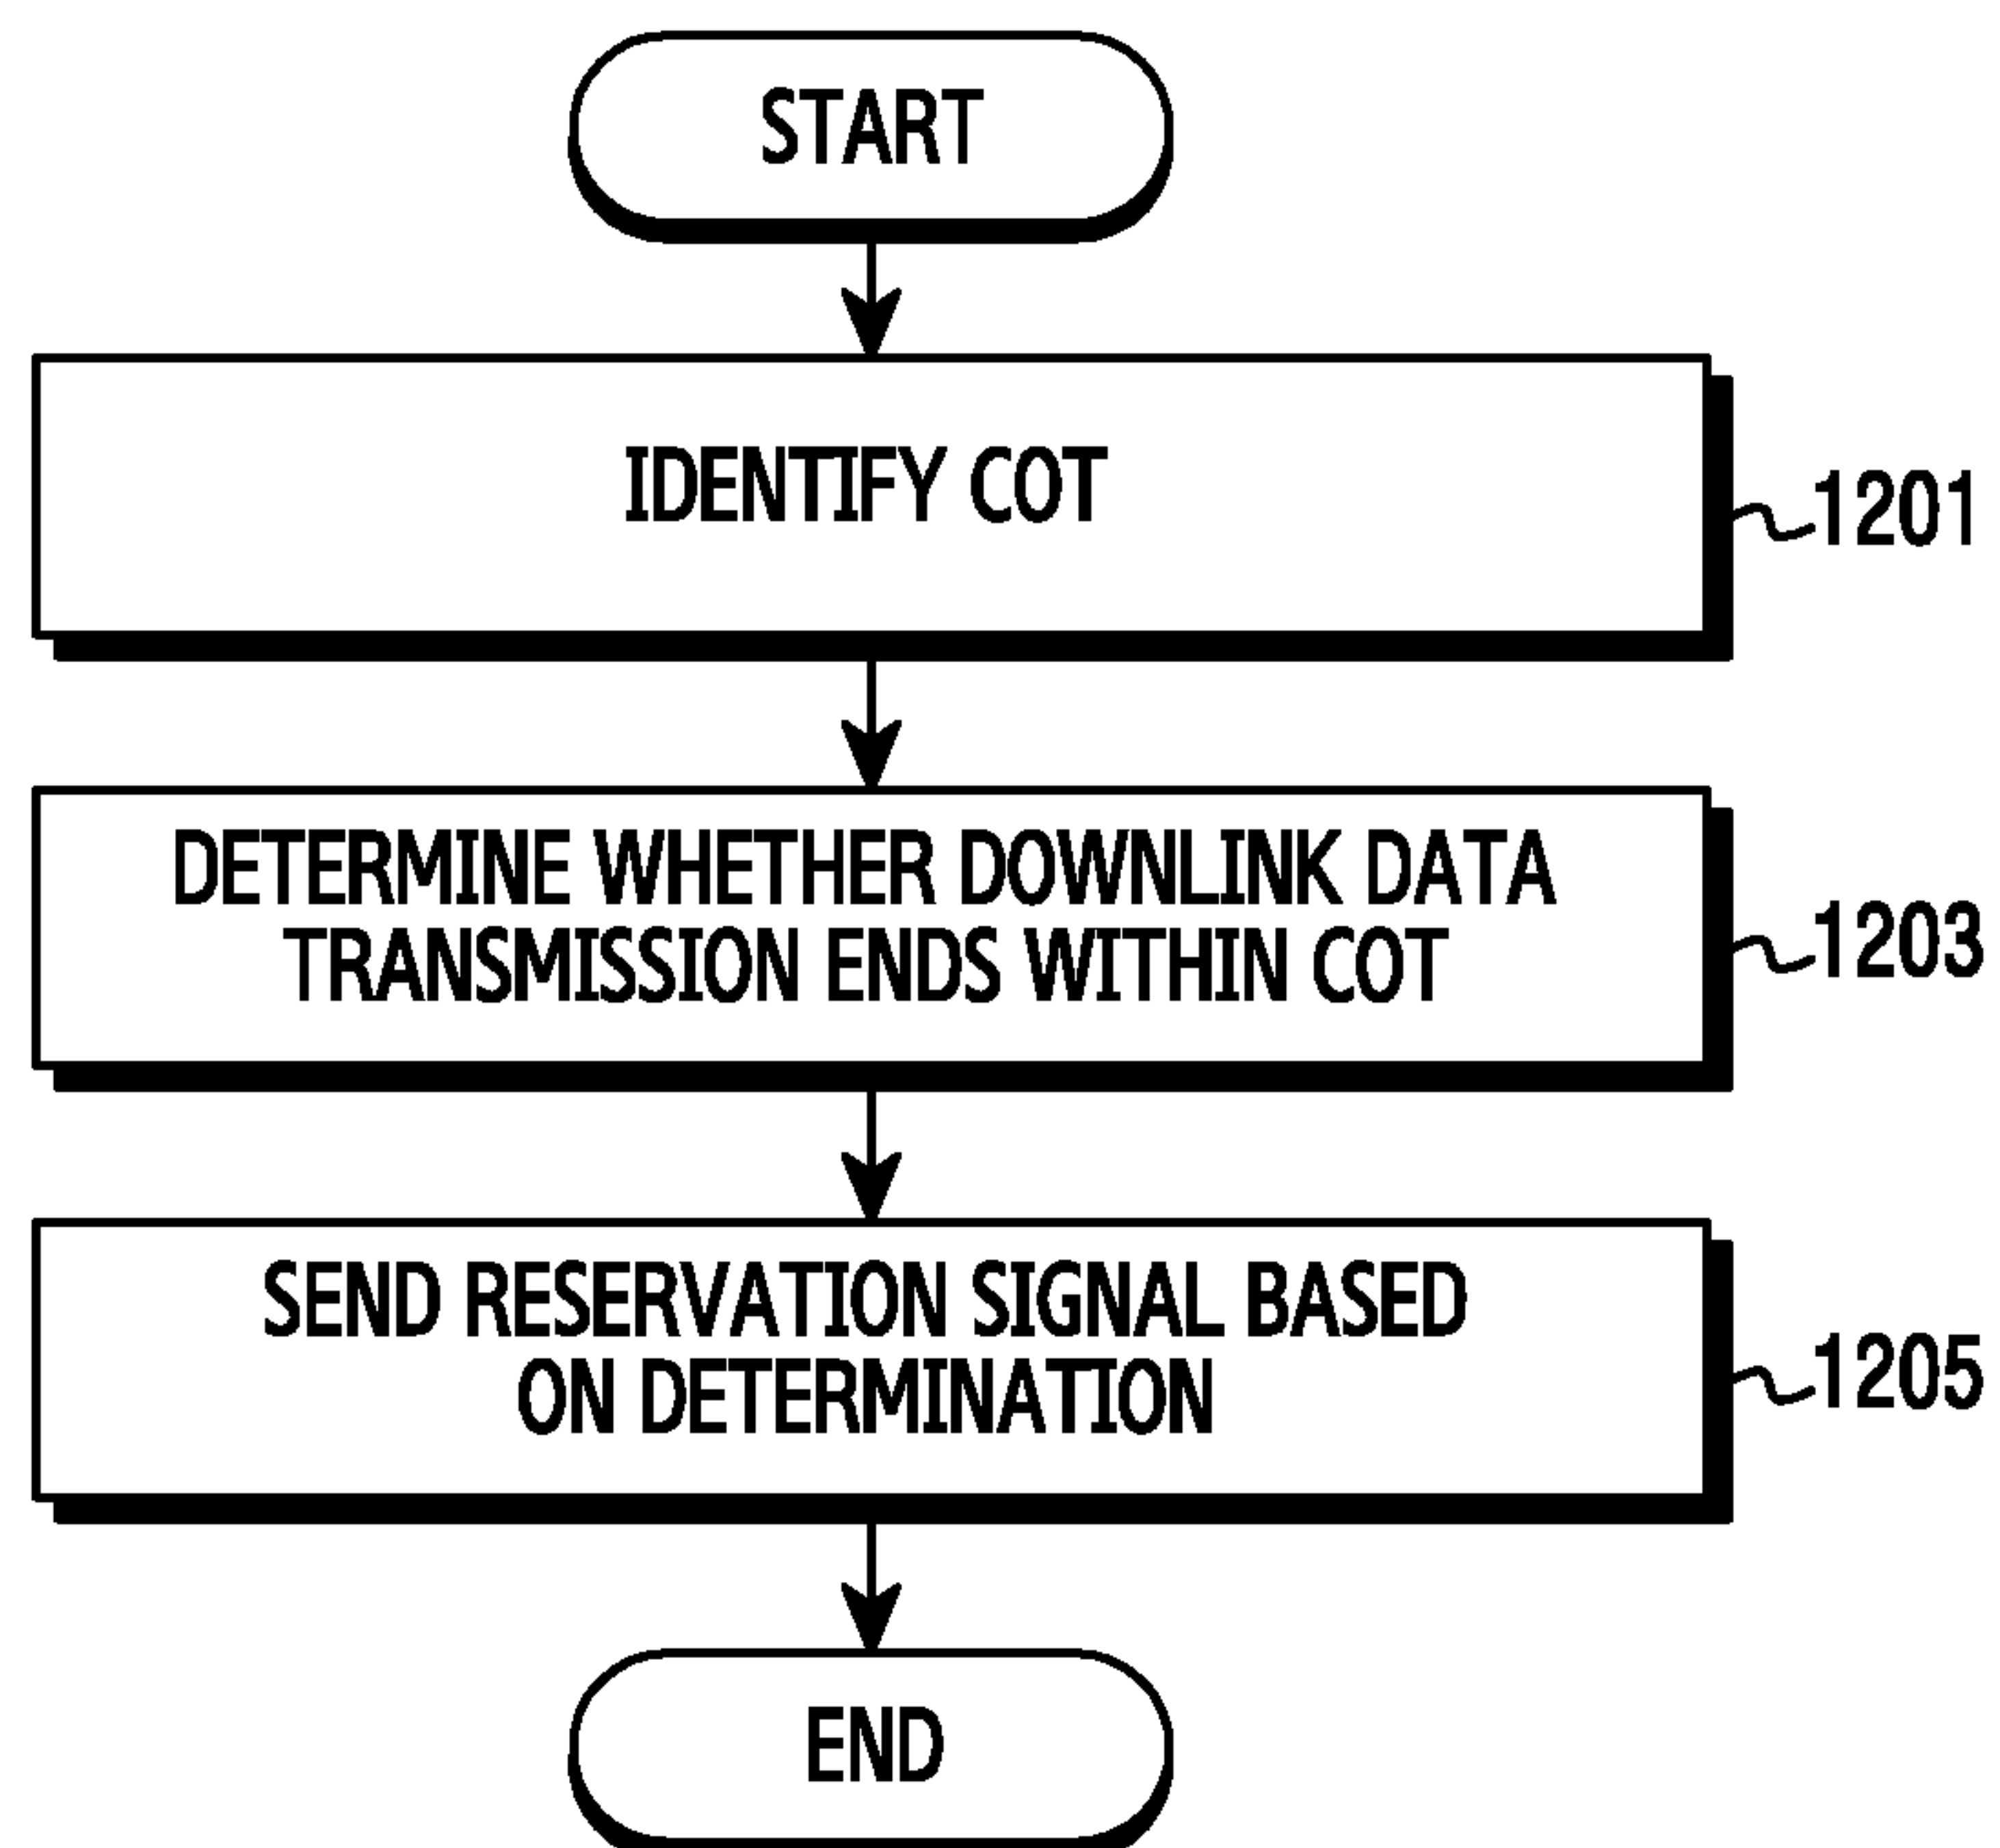 START
IDENTIFY COT
1201
DETERMINE WHETHER DOWNLINK DATA
TRANSMISSION ENDS WITHIN COT
1203
SEND RESERVATION SIGNAL BASED
ON DETERMINATION
1205
END